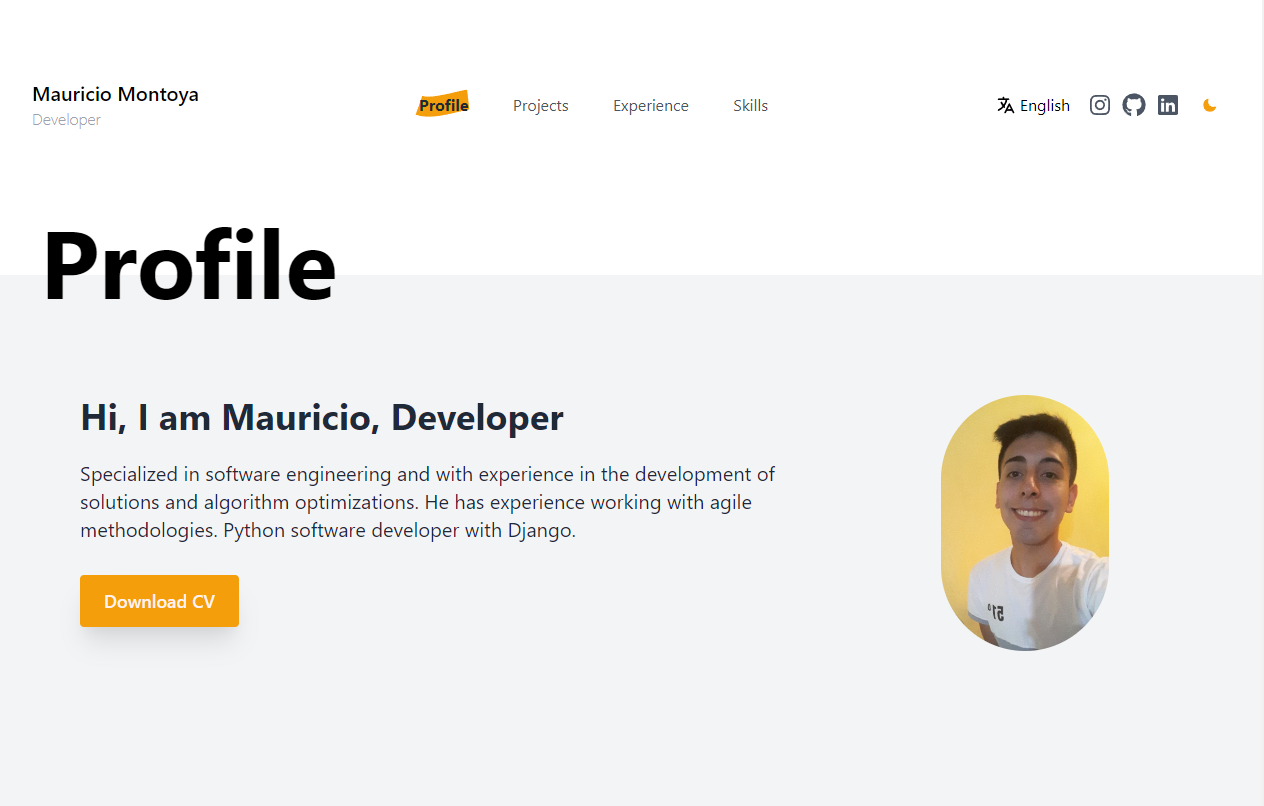 Mauricio Montoya
Developer
Profile
Projects
Experience
Skills
English
Profile
Hi, I am Mauricio, Developer
Specialized in software engineering and with experience in the development of
solutions and algorithm optimizations. He has experience working with agile
methodologies. Python software developer with Django.
Download CV
51°